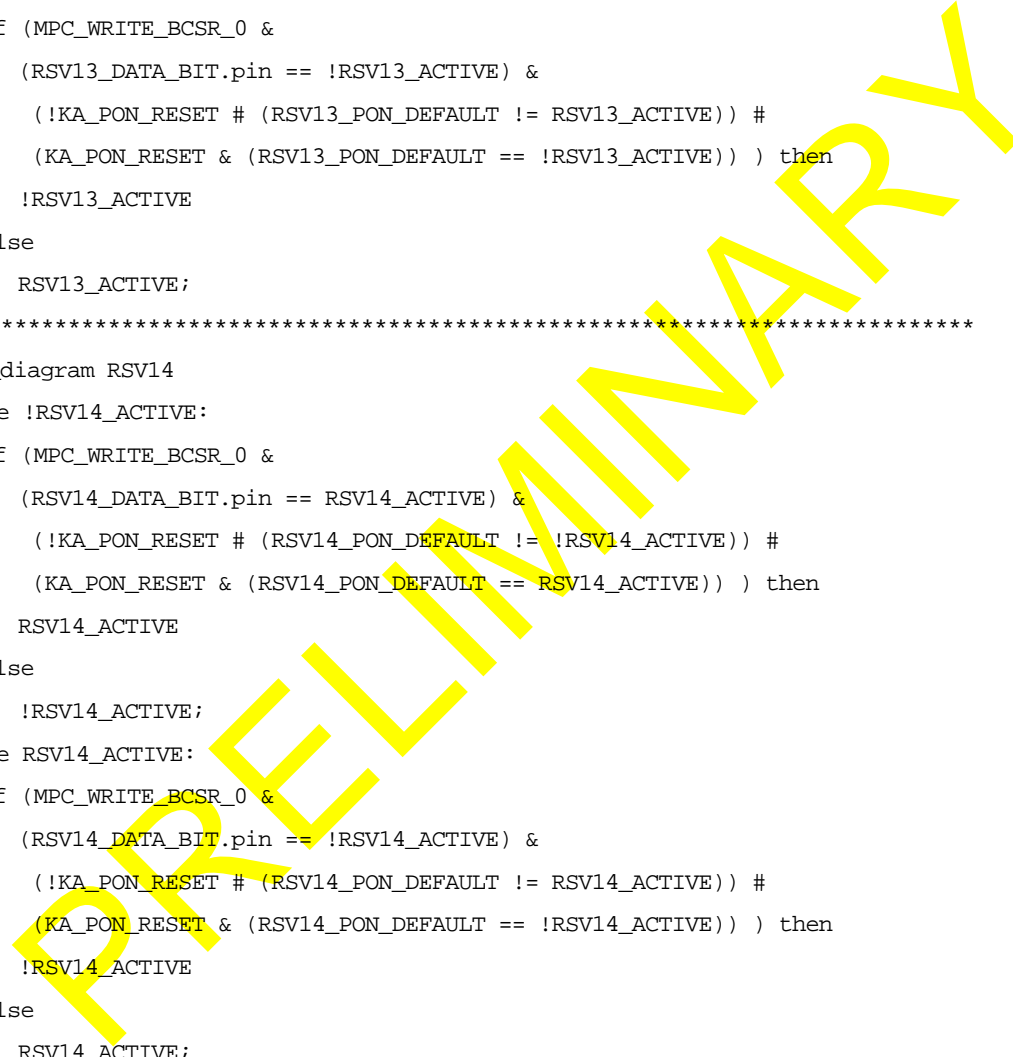 f (MPC_WRITE_BCSR_0 &
(RSV13_DATA_BIT.pin == !RSV13_ACTIVE) &
(!KA_PON_RESET # (RSV13_PON_DEFAULT != RSV13_ACTIVE)) #
(KA_PON_RESET & (RSV13_PON_DEFAULT == !RSV13_ACTIVE)) ) then
!RSV13_ACTIVE
lse
RSV13_ACTIVE;
*************************************************************************
diagram RSV14
e !RSV14_ACTIVE:
f (MPC_WRITE_BCSR_0 &
(RSV14_DATA_BIT.pin == RSV14_ACTIVE) &
(!KA_PON_RESET # (RSV14_PON_DEFAULT != !RSV14_ACTIVE)) #
(KA_PON_RESET & (RSV14_PON_DEFAULT == RSV14_ACTIVE)) ) then
RSV14_ACTIVE
lse
!RSV14_ACTIVE;
e RSV14_ACTIVE:
f (MPC_WRITE_BCSR_0 &
(RSV14_DATA_BIT.pin == !RSV14_ACTIVE) &
(!KA_PON_RESET # (RSV14_PON_DEFAULT != RSV14_ACTIVE)) #
(KA_PON_RESET & (RSV14_PON_DEFAULT == !RSV14_ACTIVE)) ) then
!RSV14_ACTIVE
lse
RSV14_ACTIVE;
PRELIMINARY